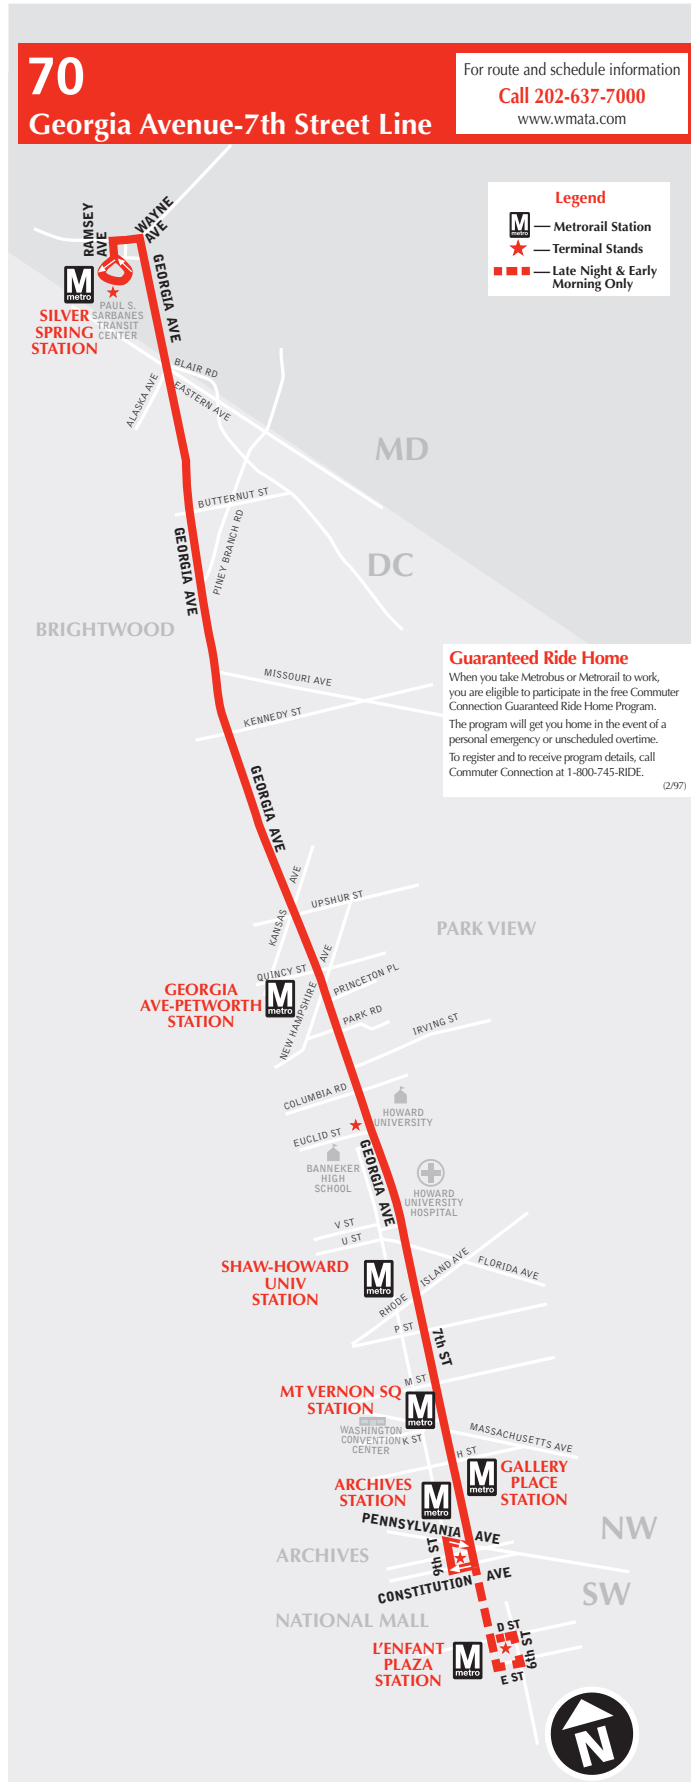 70
Georgia Avenue-7th Street Line
For route and schedule information
Call 202-637-7000
www.wmata.com
Legend
M
metro
— Metrorail Station
— Terminal Stands
— Late Night & Early
Morning Only
RAMSEY
AVE
WAYNE
AVE
GEORGIA AVE
M
metro
SILVER
SPRING
STATION
PAUL S.
SARBANES
TRANSIT
CENTER
BLAIR RD
EASTERN AVE
ALASKA AVE
MD
BUTTERNUT ST
PINEY BRANCH RD
GEORGIA AVE
DC
BRIGHTWOOD
Guaranteed Ride Home
When you take Metrobus or Metrorail to work,
you are eligible to participate in the free Commuter
Connection Guaranteed Ride Home Program.
The program will get you home in the event of a
personal emergency or unscheduled overtime.
To register and to receive program details, call
Commuter Connection at 1-800-745-RIDE.
(2/97)
MISSOURI AVE
KENNEDY ST
GEORGIA AVE
KANSAS AVE
UPSHUR ST
PARK VIEW
QUINCY ST
NEW HAMPSHIRE AVE
PRINCETON PL
GEORGIA
AVE-PETWORTH
STATION
M
metro
PARK RD
IRVING ST
COLUMBIA RD
HOWARD
UNIVERSITY
EUCLID ST
GEORGIA AVE
BANNEKER
HIGH
SCHOOL
HOWARD
UNIVERSITY
HOSPITAL
V ST
U ST
SHAW-HOWARD
UNIV
STATION
M
metro
RHODE ISLAND AVE
FLORIDA AVE
P ST
7th ST
M ST
MT VERNON SQ
STATION
M
metro
WASHINGTON
CONVENTION
CENTER
K ST
MASSACHUSETTS AVE
H ST
M
metro
GALLERY
PLACE
STATION
ARCHIVES
STATION
M
metro
PENNSYLVANIA AVE
NW
9th ST
ARCHIVES
CONSTITUTION AVE
SW
NATIONAL MALL
D ST
6th ST
L'ENFANT
PLAZA
STATION
M
metro
E ST
N